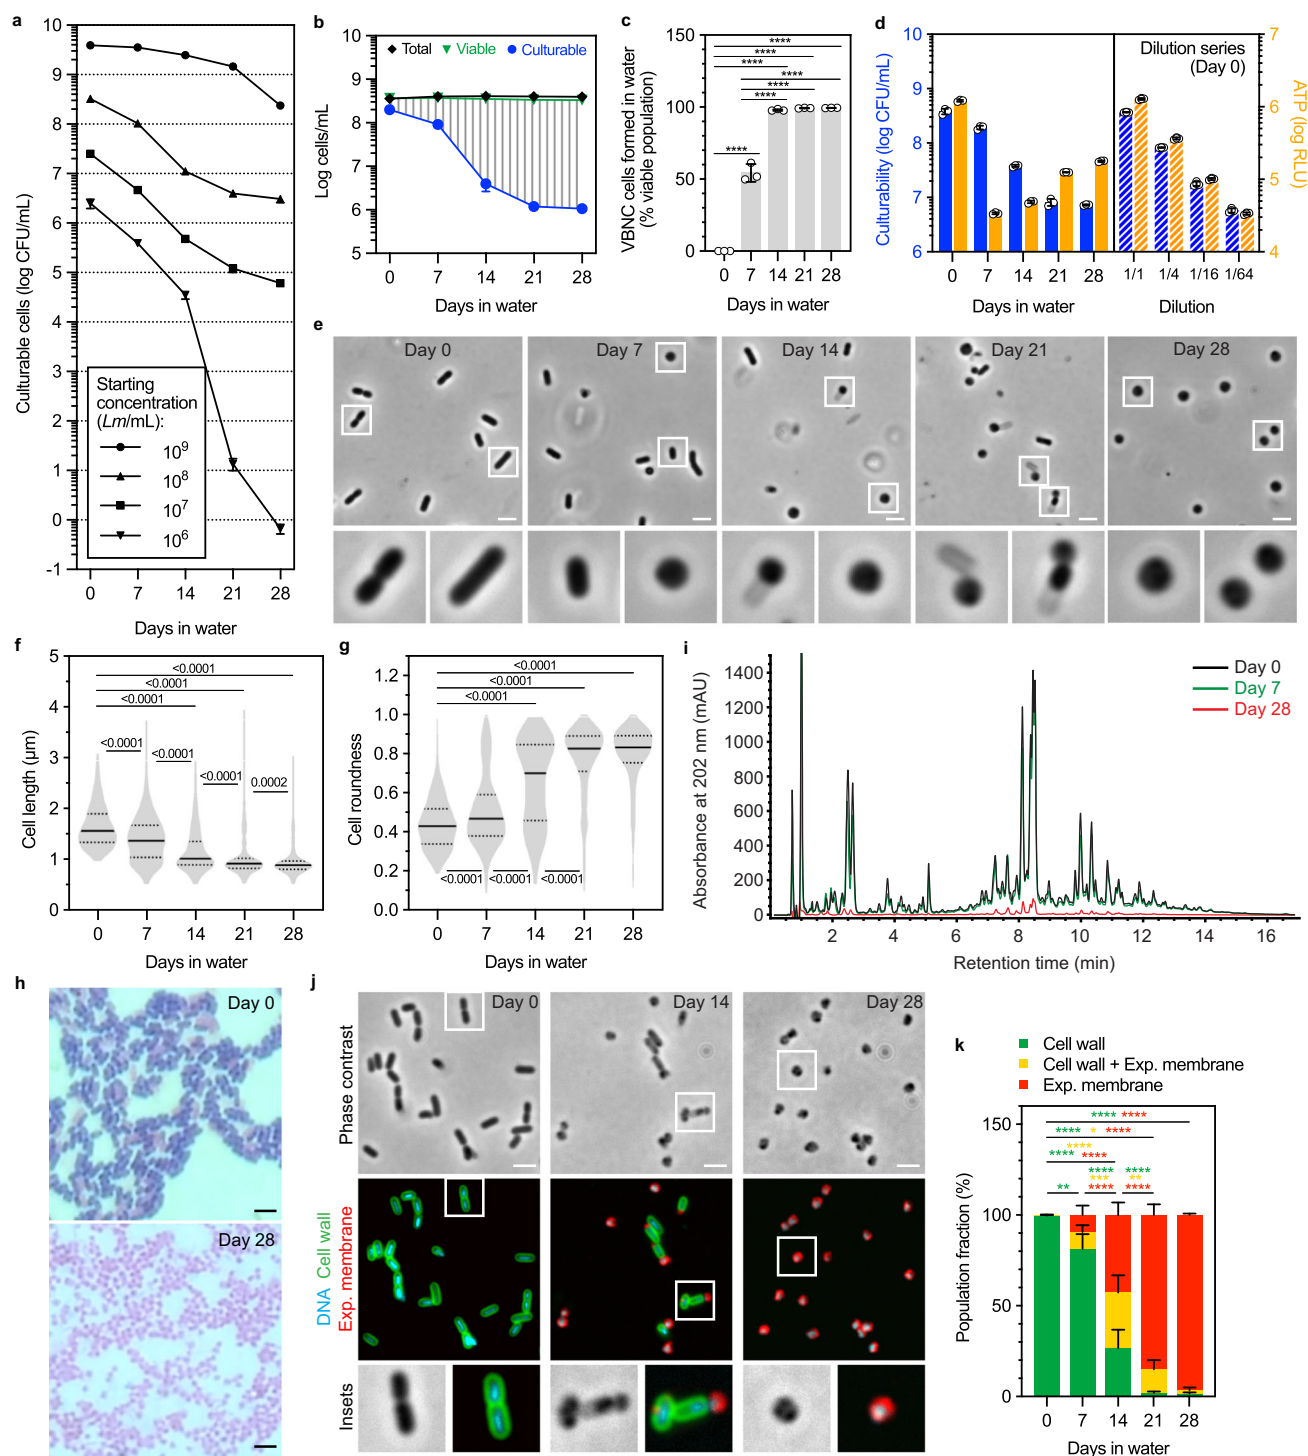 a
10
9
8
7
6
5
4
3
2
1
0
-1
Culturable cells (log CFU/mL)
Starting
concentration
(Lm/mL):
10⁹
10⁸
10⁷
10⁶
0 7 14 21 28
Days in water
b
Total Viable Culturable
10
9
8
7
6
5
Log cells/mL
0 7 14 21 28
Days in water
c
150
100
50
0
VBNC cells formed in water
(% viable population)
****
****
****
****
****
****
****
0 7 14 21 28
Days in water
d
10
9
8
7
6
Culturability (log CFU/mL)
Dilution series
(Day 0)
7
6
5
4
ATP (log RLU)
0 7 14 21 28
1/1 1/4 1/16 1/64
Days in water
Dilution
e
Day 0
Day 7
Day 14
Day 21
Day 28
f
5
4
3
2
1
0
Cell length (µm)
<0.0001
<0.0001
<0.0001
<0.0001
<0.0001
<0.0001
0.0002
0 7 14 21 28
Days in water
g
1.2
1.0
0.8
0.6
0.4
0.2
0.0
Cell roundness
<0.0001
<0.0001
<0.0001
<0.0001
<0.0001
<0.0001
0 7 14 21 28
Days in water
i
1400
1200
1000
800
600
400
200
0
Absorbance at 202 nm (mAU)
Day 0
Day 7
Day 28
2 4 6 8 10 12 14 16
Retention time (min)
h
Day 0
Day 28
j
Day 0
Day 14
Day 28
Phase contrast
DNA Cell wall
Exp. membrane
Insets
k
Cell wall
Cell wall + Exp. membrane
Exp. membrane
**** ****
**** * ****
****
**** ****
**** ****
*** **
** **** ****
100
50
0
Population fraction (%)
0 7 14 21 28
Days in water